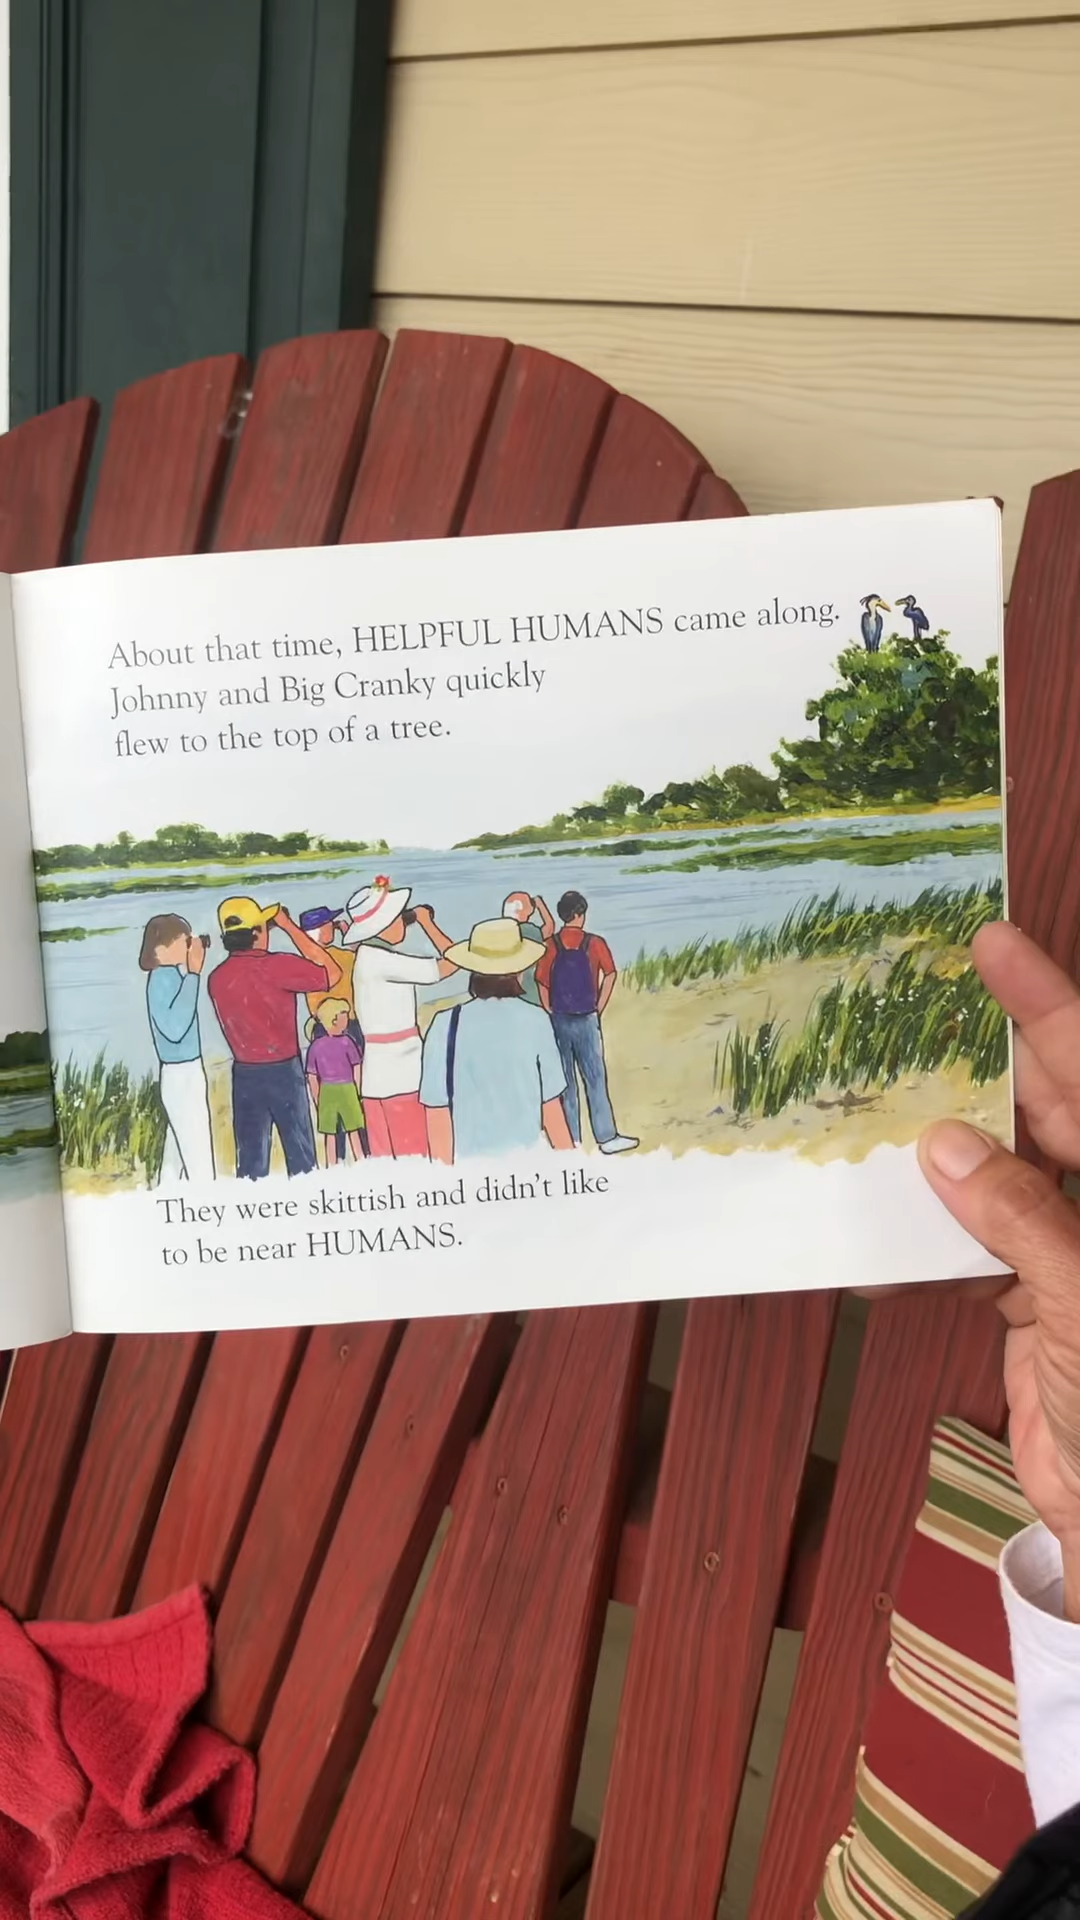 About that time, HELPFUL HUMANS came along.
Johnny and Big Cranky quickly
flew to the top of a tree.
They were skittish and didn't like
to be near HUMANS.